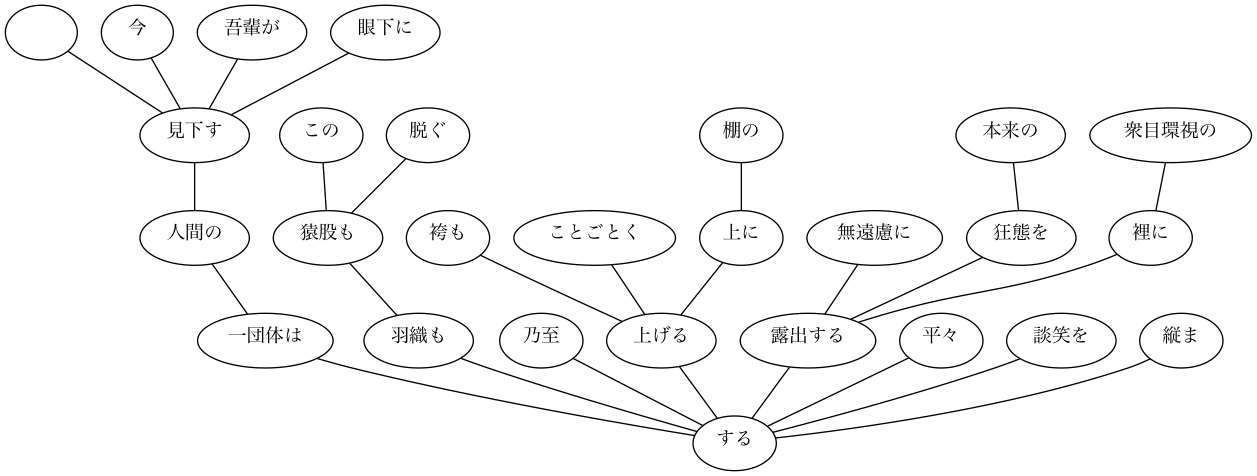 今 吾輩が 眼下に
見下す この 脱ぐ 棚の 本来の 衆目環視の
人間の 猿股も 袴も ことごとく 上に 無遠慮に 狂態を 裡に
一団体は 羽織も 乃至 上げる 露出する 平々 談笑を 縦ま
する